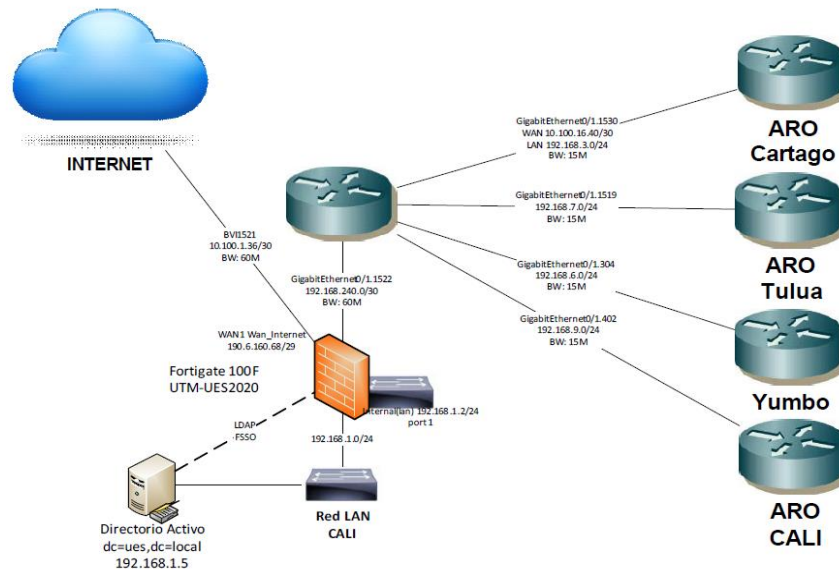 INTERNET
BVI1521
10.100.1.36/30
BW: 60M
GigabitEthernet0/1.1530
WAN 10.100.16.40/30
LAN 192.168.3.0/24
BW: 15M
ARO
Cartago
GigabitEthernet0/1.1519
192.168.7.0/24
BW: 15M
ARO
Tulua
GigabitEthernet0/1.304
192.168.6.0/24
BW: 15M
Yumbo
GigabitEthernet0/1.402
192.168.9.0/24
BW: 15M
ARO
CALI
GigabitEthernet0/1.1522
192.168.240.0/30
BW: 60M
WAN1 Wan_Internet
190.6.160.68/29
Fortigate 100F
UTM-UES2020
Internal(lan) 192.168.1.2/24
port 1
LDAP
-FSSO
192.168.1.0/24
Red LAN
CALI
Directorio Activo
dc=ues,dc=local
192.168.1.5